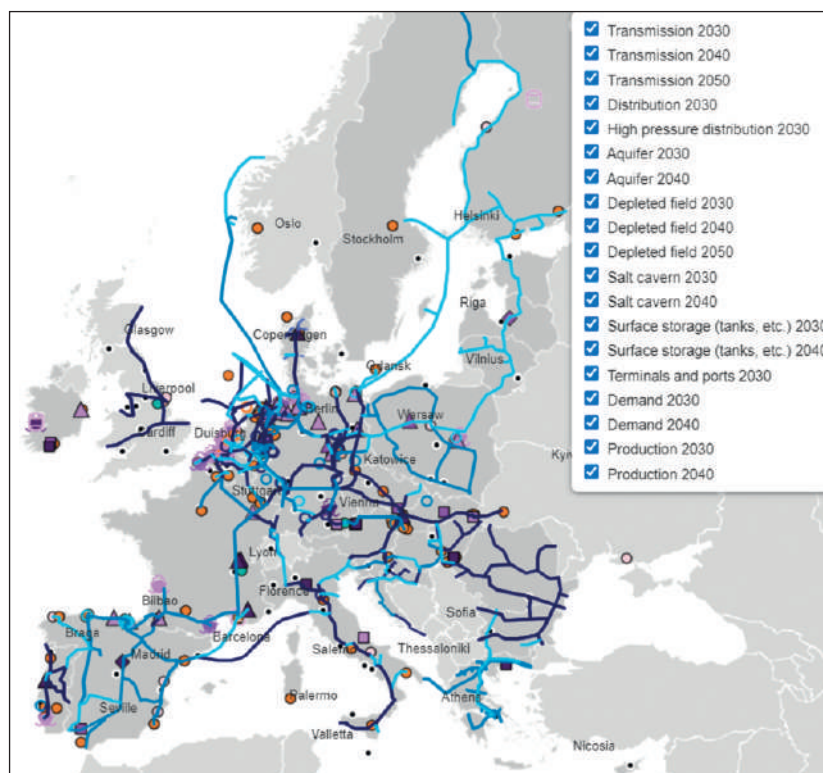 Transmission 2030
Transmission 2040
Transmission 2050
Distribution 2030
High pressure distribution 2030
Aquifer 2030
Aquifer 2040
Depleted field 2030
Depleted field 2040
Depleted field 2050
Salt cavern 2030
Salt cavern 2040
Surface storage (tanks, etc.) 2030
Surface storage (tanks, etc.) 2040
Terminals and ports 2030
Demand 2030
Demand 2040
Production 2030
Production 2040
Oslo
Stockholm
Helsinki
Riga
Glasgow
Copenhagen
Vilnius
Gdansk
Liverpool
Berlin
Warsaw
Cardiff
Duisburg
Katowice
Stuttgart
Vienna
Lyon
Florence
Bilbao
Sofia
Braga
Barcelona
Salerno
Thessaloniki
Madrid
Athens
Palermo
Seville
Valletta
Nicosia